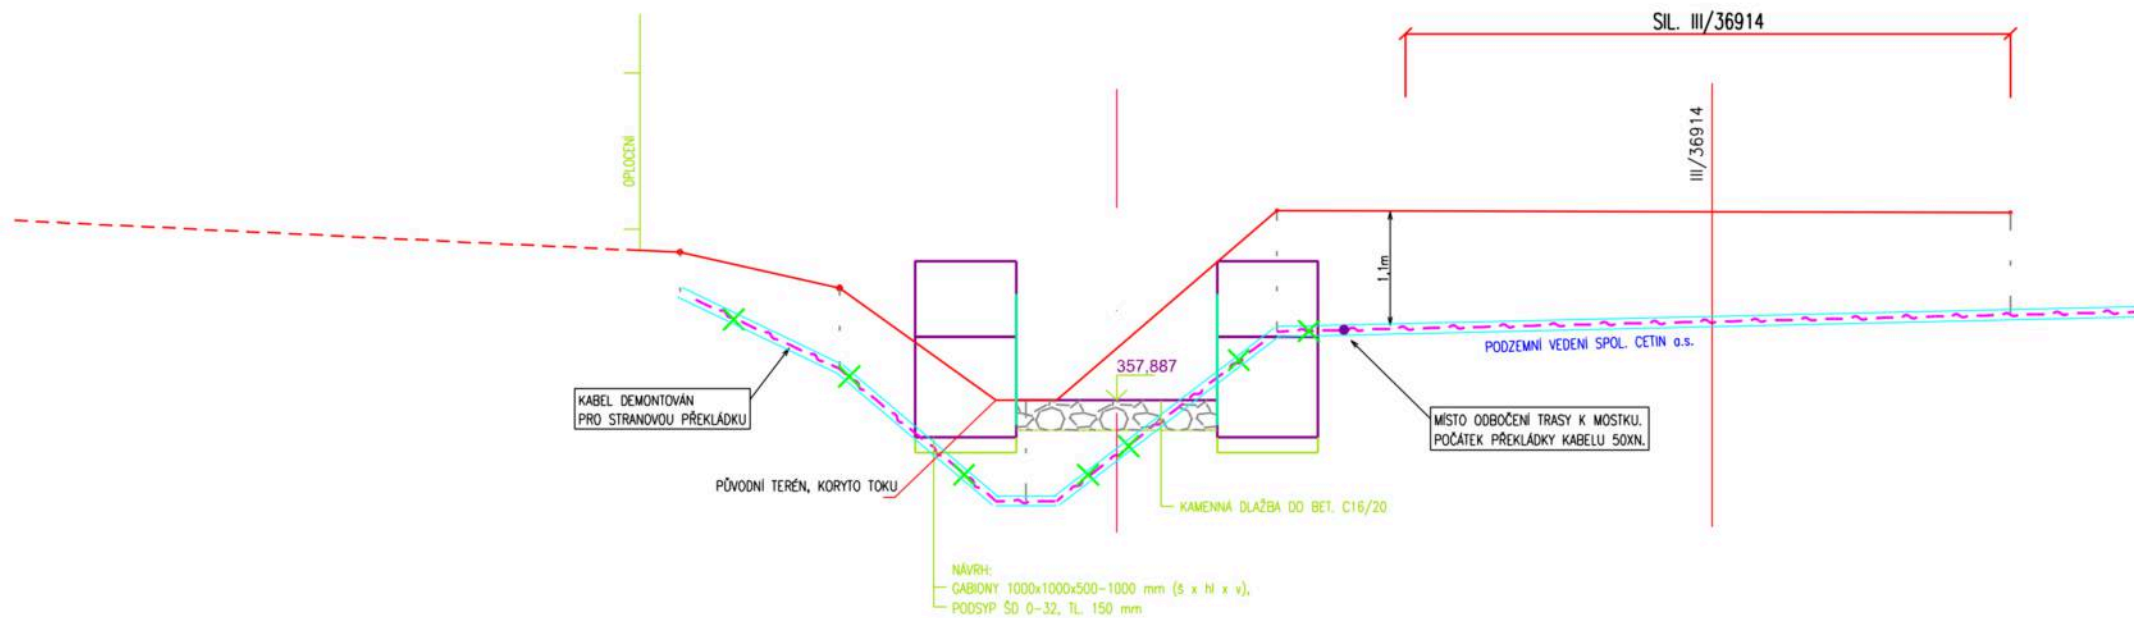 SIL. III/36914
III/36914
OPLOCENÍ
1,1m
357,887
PODZEMNÍ VEDENÍ SPOL. CETIN a.s.
KABEL DEMONTOVÁN
PRO STRANOVOU PŘEKLÁDKU
MÍSTO ODBOČENÍ TRASY K MOSTKU.
POČÁTEK PŘEKLÁDKY KABELU 50XN.
PŮVODNÍ TERÉN, KORYTO TOKU
KAMENNÁ DLAŽBA DO BET. C16/20
NÁVRH:
GABIONY 1000x1000x500-1000 mm (š x hl x v),
PODSYP ŠD 0-32, TL. 150 mm